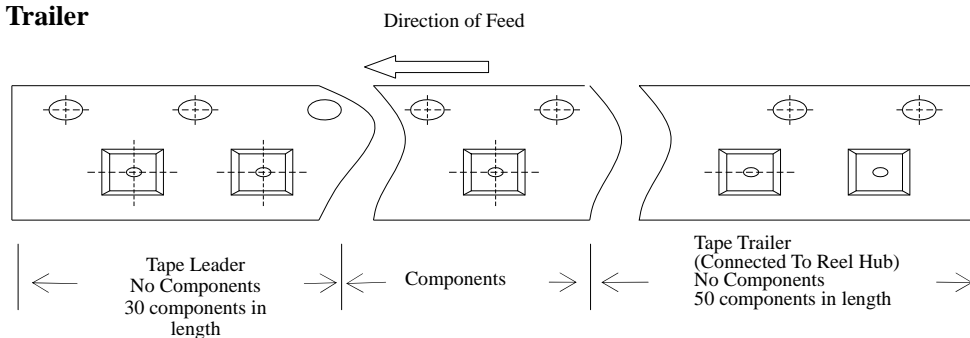 Trailer
Direction of Feed
Tape Leader
No Components
30 components in
length
Components
Tape Trailer
(Connected To Reel Hub)
No Components
50 components in length